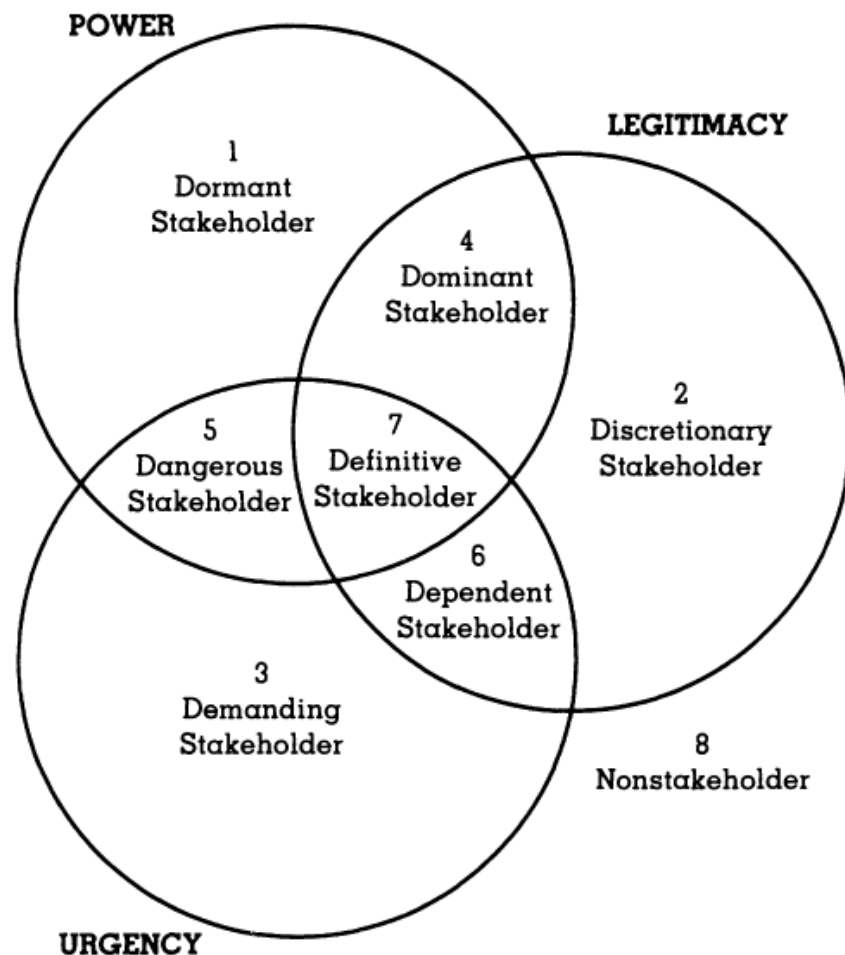 POWER
LEGITIMACY
1
Dormant
Stakeholder
4
Dominant
Stakeholder
2
Discretionary
Stakeholder
5
Dangerous
Stakeholder
7
Definitive
Stakeholder
6
Dependent
Stakeholder
3
Demanding
Stakeholder
8
Nonstakeholder
URGENCY